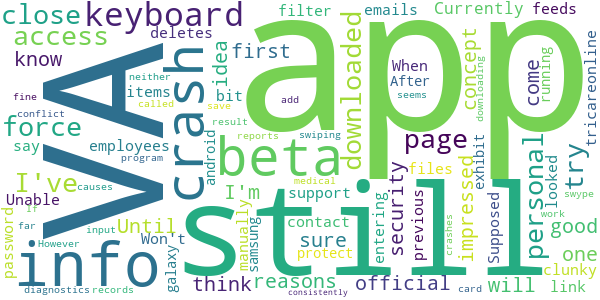 close
keyboard
filter
emails
Currently
feeds
access
deletes
know
items
first
idea
bit
neither
called
save
fine
conflict
force
result
add
say
employees
program
reports
swiping
android
VA
crash
app
beta
still
info
downloaded
When
After
seems
concept
come
running
tricareonline
downloading
page
try
I've
Unable
If
far
causes
input
However
diagnostics
records
password
Until
Won't
manually
galaxy
samsung
I'm
support
contact
sure
protect
think
reasons
medical
consistently
security
entering
previous
files
official
impressed
exhibit
Supposed
crashes
card
personal
looked
good
one
clunky
will
link
swype
work